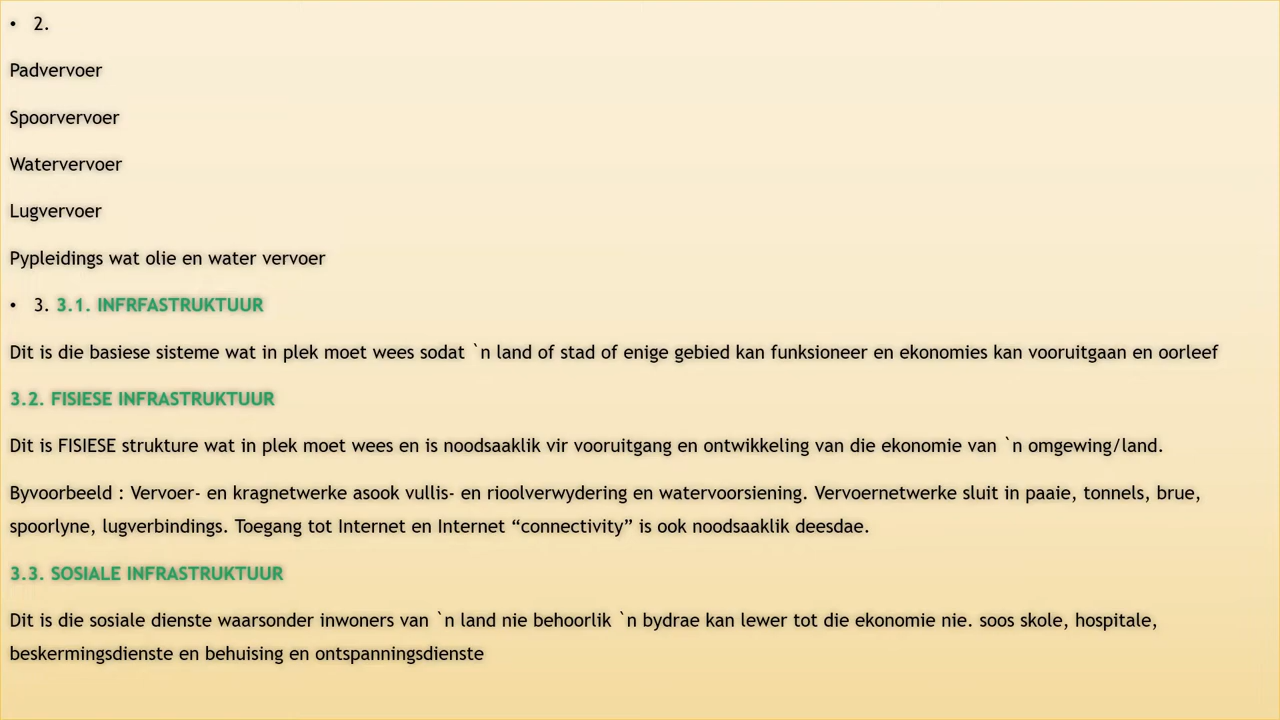 • 2.
Padvervoer
Spoorvervoer
Watervervoer
Lugvervoer
Pypleidings wat olie en water vervoer
• 3. 3.1. INFRFASTRUKTUUR
Dit is die basiese sisteme wat in plek moet wees sodat `n land of stad of enige gebied kan funksioneer en ekonomies kan vooruitgaan en oorleef
3.2. FISIESE INFRASTRUKTUUR
Dit is FISIESE strukture wat in plek moet wees en is noodsaaklik vir vooruitgang en ontwikkeling van die ekonomie van `n omgewing/land.
Byvoorbeeld : Vervoer- en kragnetwerke asook vullis- en rioolverwydering en watervoorsiening. Vervoernetwerke sluit in paaie, tonnels, brue,
spoorlyne, lugverbindings. Toegang tot Internet en Internet “connectivity” is ook noodsaaklik deesdae.
3.3. SOSIALE INFRASTRUKTUUR
Dit is die sosiale dienste waarsonder inwoners van `n land nie behoorlik `n bydrae kan lewer tot die ekonomie nie. soos skole, hospitale,
beskermingsdienste en behuising en ontspanningsdienste